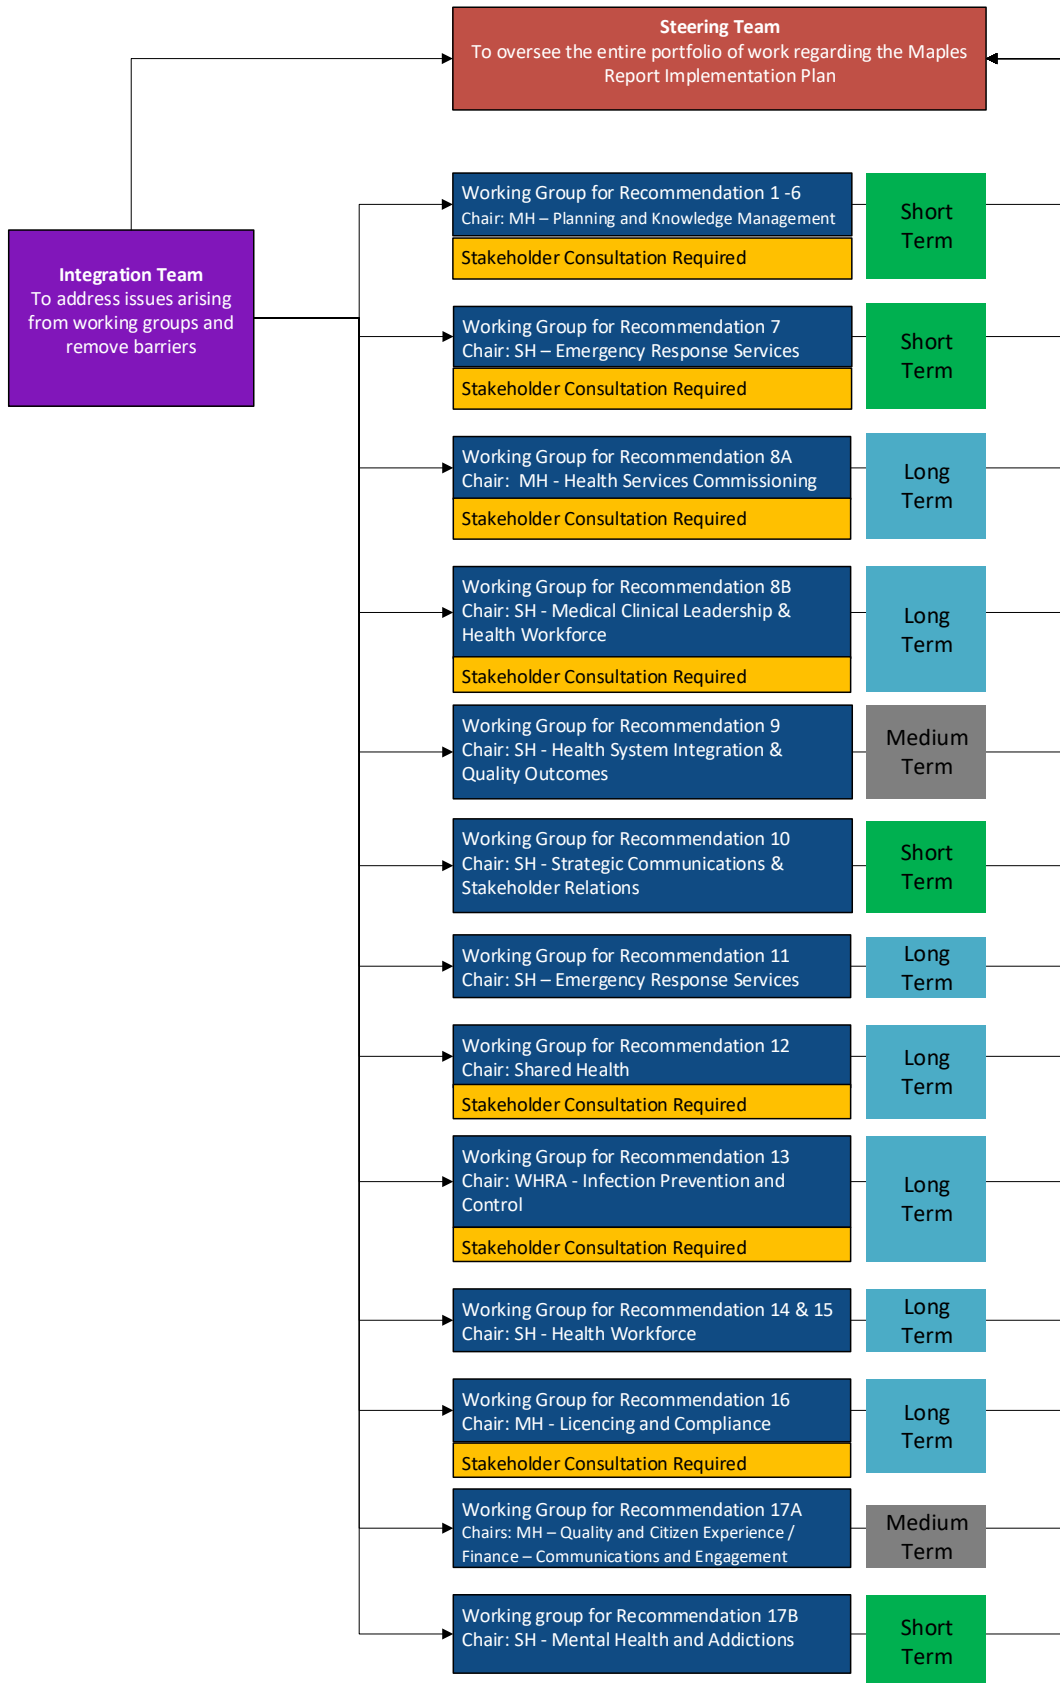 Steering Team
To oversee the entire portfolio of work regarding the Maples
Report Implementation Plan
Integration Team
To address issues arising
from working groups and
remove barriers
Working Group for Recommendation 1 -6
Chair: MH – Planning and Knowledge Management
Stakeholder Consultation Required
Short
Term
Working Group for Recommendation 7
Chair: SH – Emergency Response Services
Stakeholder Consultation Required
Short
Term
Working Group for Recommendation 8A
Chair:  MH - Health Services Commissioning
Stakeholder Consultation Required
Long
Term
Working Group for Recommendation 8B
Chair: SH - Medical Clinical Leadership &
Health Workforce
Stakeholder Consultation Required
Long
Term
Working Group for Recommendation 9
Chair: SH - Health System Integration &
Quality Outcomes
Medium
Term
Working Group for Recommendation 10
Chair: SH - Strategic Communications &
Stakeholder Relations
Short
Term
Working Group for Recommendation 11
Chair: SH – Emergency Response Services
Long
Term
Working Group for Recommendation 12
Chair: Shared Health
Stakeholder Consultation Required
Long
Term
Working Group for Recommendation 13
Chair: WHRA - Infection Prevention and
Control
Stakeholder Consultation Required
Long
Term
Working Group for Recommendation 14 & 15
Chair: SH - Health Workforce
Long
Term
Working Group for Recommendation 16
Chair: MH - Licencing and Compliance
Stakeholder Consultation Required
Long
Term
Working Group for Recommendation 17A
Chairs: MH – Quality and Citizen Experience /
Finance – Communications and Engagement
Medium
Term
Working group for Recommendation 17B
Chair: SH - Mental Health and Addictions
Short
Term